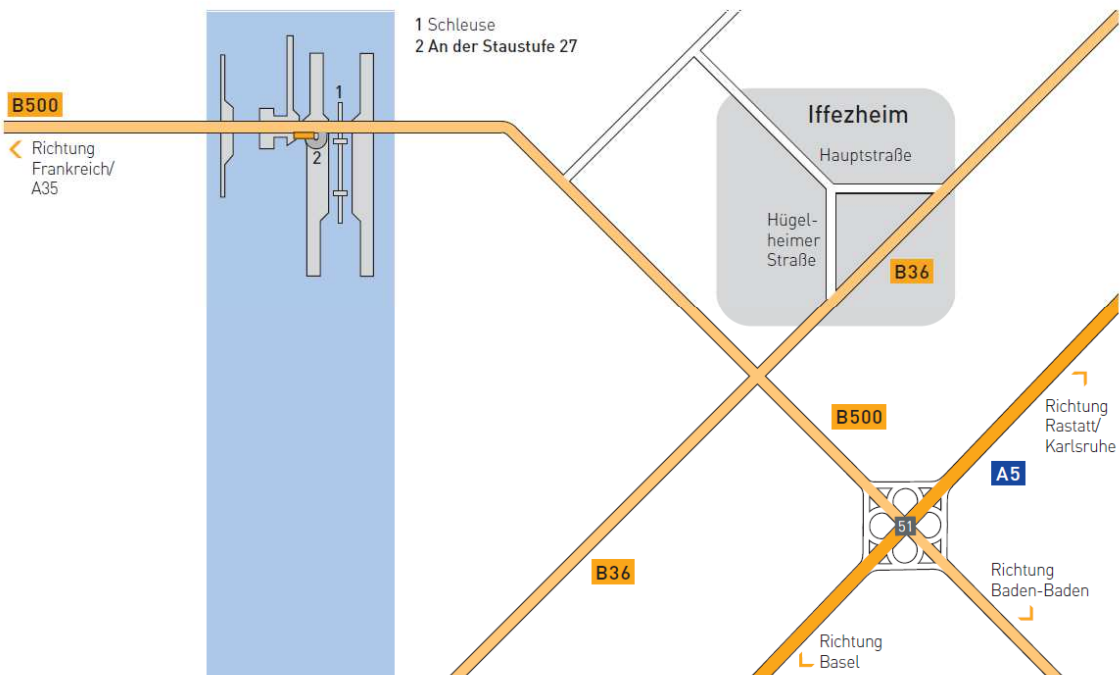 1 Schleuse
2 An der Staustufe 27
B500
Richtung
Frankreich/
A35
1
2
Iffezheim
Hauptstraße
Hügel-
heimer
Straße
B36
B500
Richtung
Rastatt/
Karlsruhe
A5
51
B36
Richtung
Baden-Baden
Richtung
Basel